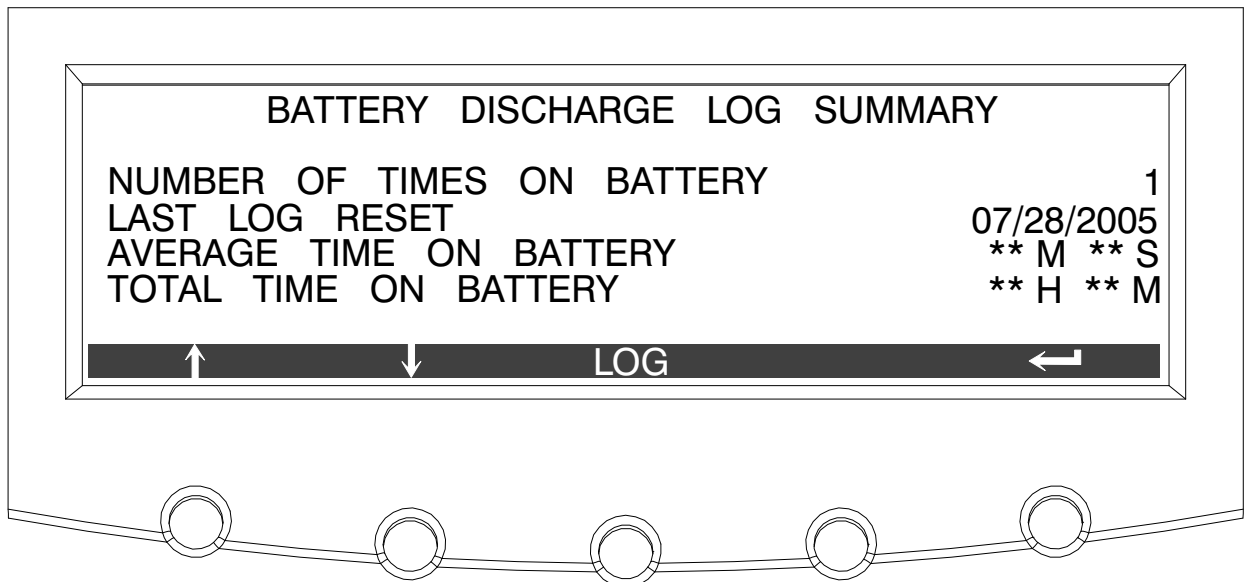 BATTERY DISCHARGE LOG SUMMARY
NUMBER OF TIMES ON BATTERY 1
LAST LOG RESET 07/28/2005
AVERAGE TIME ON BATTERY ** M ** S
TOTAL TIME ON BATTERY ** H ** M
LOG